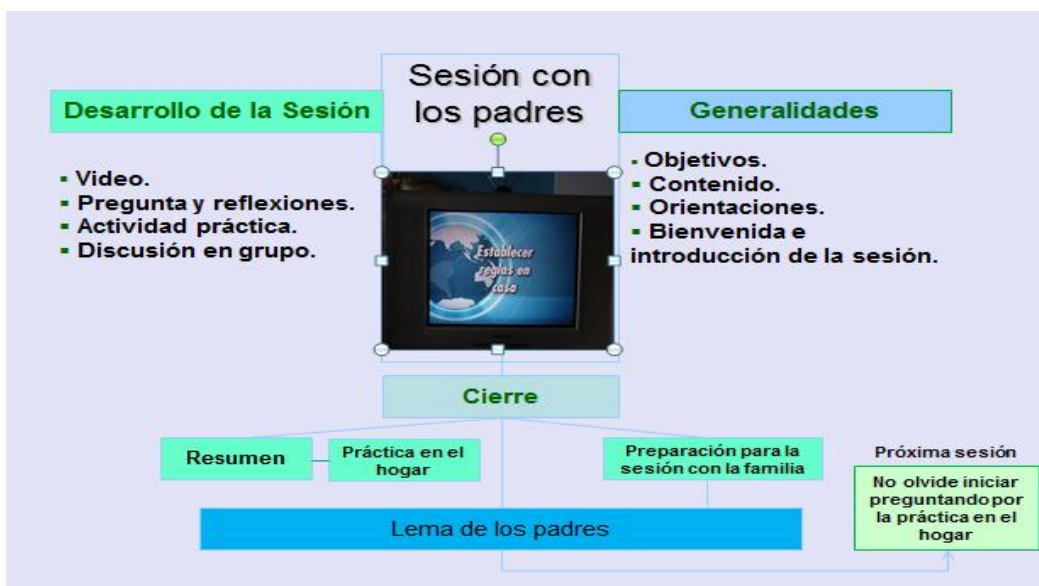 Sesión con
los padres
Desarrollo de la Sesión
Generalidades
▪ Video.
▪ Pregunta y reflexiones.
▪ Actividad práctica.
▪ Discusión en grupo.
Establecer
reglas en
casa
▪ Objetivos.
▪ Contenido.
▪ Orientaciones.
▪ Bienvenida e
introducción de la sesión.
Cierre
Resumen
Práctica en el
hogar
Preparación para la
sesión con la familia
Próxima sesión
No olvide iniciar
preguntando por
la práctica en el
hogar
Lema de los padres